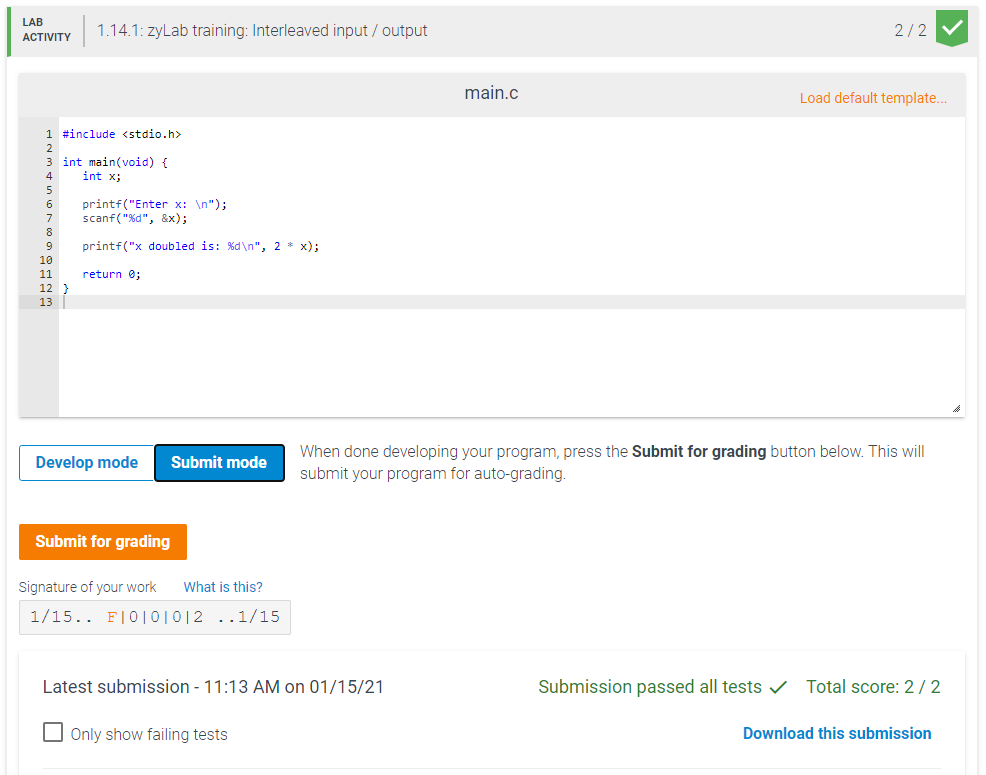 LAB
ACTIVITY
1.14.1: zyLab training: Interleaved input / output
2 / 2
main.c
Load default template...
1 #include <stdio.h>
2
3 int main(void) {
4    int x;
5
6    printf("Enter x: \n");
7    scanf("%d", &x);
8
9    printf("x doubled is: %d\n", 2 * x);
10
11    return 0;
12 }
13
Develop mode
Submit mode
When done developing your program, press the Submit for grading button below. This will
submit your program for auto-grading.
Submit for grading
Signature of your work
What is this?
1/15.. F|0|0|0|2 ..1/15
Latest submission - 11:13 AM on 01/15/21
Submission passed all tests
Total score: 2 / 2
Only show failing tests
Download this submission